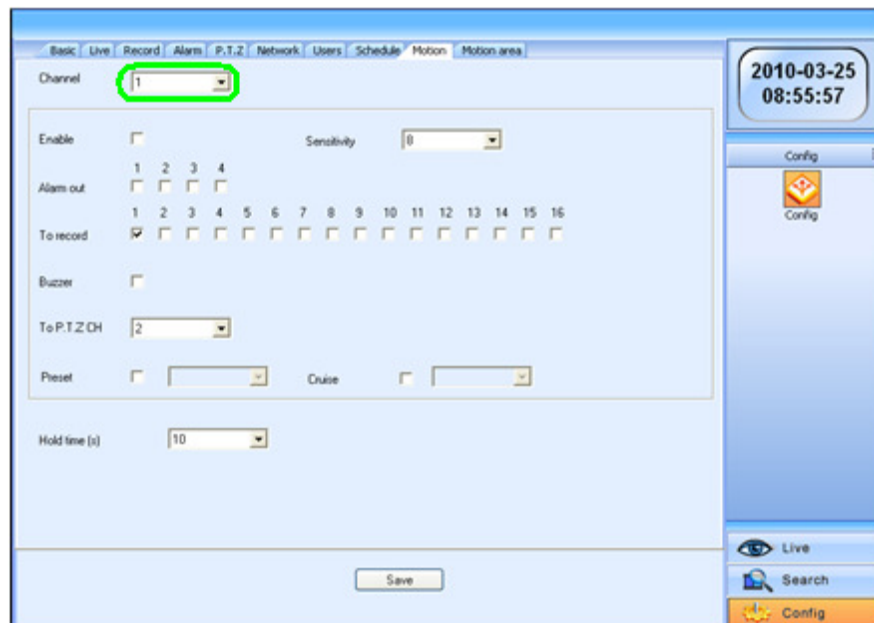 Basic Live Record Alarm P.T.Z Network Users Schedule Motion Motion area
2010-03-25
08:55:57
Channel 1
Enable Sensitivity 8
1 2 3 4
Alarm out
1 2 3 4 5 6 7 8 9 10 11 12 13 14 15 16
To record
Buzzer
To P.T.Z CH 2
Preset Cruise
Hold time (s) 10
Save
Config
Config
Live
Search
Config